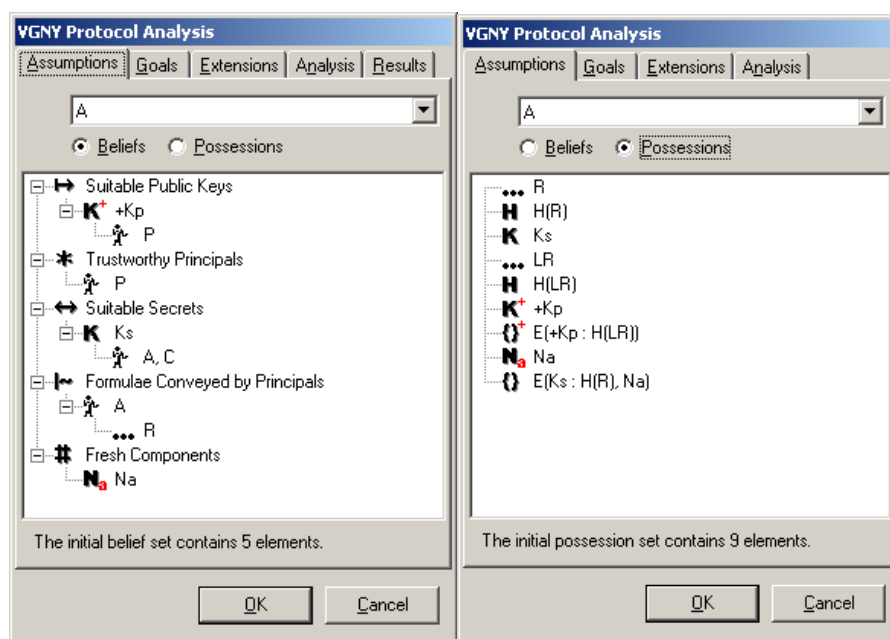 VGNY Protocol Analysis
Assumptions Goals Extensions Analysis Results
A
Beliefs Possessions
Suitable Public Keys
K+ +Kp
P
Trustworthy Principals
P
Suitable Secrets
K Ks
A, C
Formulae Conveyed by Principals
A
... R
Fresh Components
Na Na
The initial belief set contains 5 elements.
OK Cancel
VGNY Protocol Analysis
Assumptions Goals Extensions Analysis
A
Beliefs Possessions
... R
H H(R)
K Ks
... LR
H H(LR)
K+ +Kp
{}+ E(+Kp : H(LR))
Na Na
{} E(Ks : H(R), Na)
The initial possession set contains 9 elements.
OK Cancel